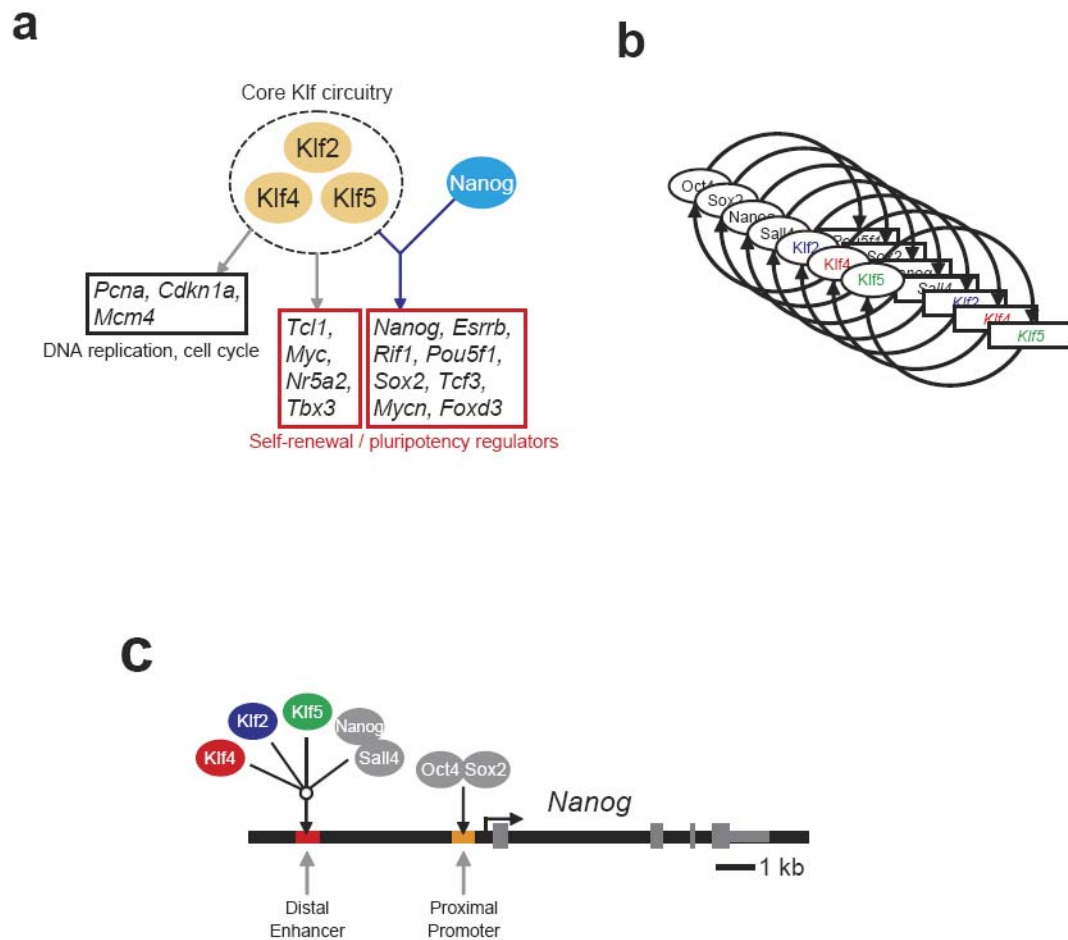 a
Core Klf circuitry
Klf2
Klf4
Klf5
Nanog
Pcna, Cdkn1a,
Mcm4
DNA replication, cell cycle
Tcl1,
Myc,
Nr5a2,
Tbx3
Nanog, Esrrb,
Rif1, Pou5f1,
Sox2, Tcf3,
Mycn, Foxd3
Self-renewal / pluripotency regulators
b
Oct4
Sox2
Nanog
Sall4
Klf2
Klf4
Klf5
Pou5f1
Sox2
Nanog
Sall4
Klf2
Klf4
Klf5
c
Klf4
Klf2
Klf5
Nanog
Sall4
Oct4
Sox2
Nanog
1 kb
Distal
Enhancer
Proximal
Promoter